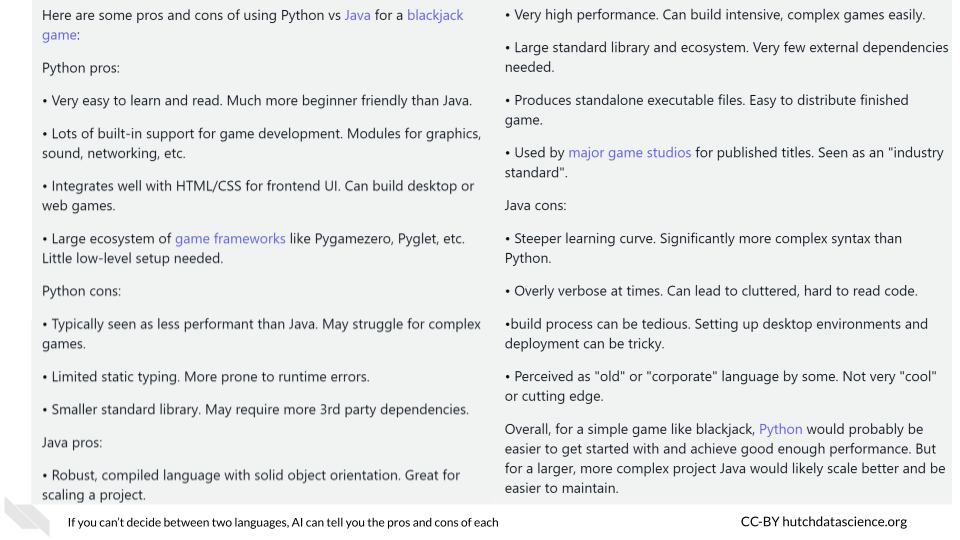 Here are some pros and cons of using Python vs Java for a blackjack
game:
Python pros:
• Very easy to learn and read. Much more beginner friendly than Java.
• Lots of built-in support for game development. Modules for graphics,
sound, networking, etc.
• Integrates well with HTML/CSS for frontend UI. Can build desktop or
web games.
• Large ecosystem of game frameworks like Pygamezero, Pyglet, etc.
Little low-level setup needed.
Python cons:
• Typically seen as less performant than Java. May struggle for complex
games.
• Limited static typing. More prone to runtime errors.
• Smaller standard library. May require more 3rd party dependencies.
Java pros:
• Robust, compiled language with solid object orientation. Great for
scaling a project.
• Very high performance. Can build intensive, complex games easily.
• Large standard library and ecosystem. Very few external dependencies
needed.
• Produces standalone executable files. Easy to distribute finished
game.
• Used by major game studios for published titles. Seen as an "industry
standard".
Java cons:
• Steeper learning curve. Significantly more complex syntax than
Python.
• Overly verbose at times. Can lead to cluttered, hard to read code.
•build process can be tedious. Setting up desktop environments and
deployment can be tricky.
• Perceived as "old" or "corporate" language by some. Not very "cool"
or cutting edge.
Overall, for a simple game like blackjack, Python would probably be
easier to get started with and achieve good enough performance. But
for a larger, more complex project Java would likely scale better and be
easier to maintain.
If you can't decide between two languages, AI can tell you the pros and cons of each
CC-BY hutchdatascience.org